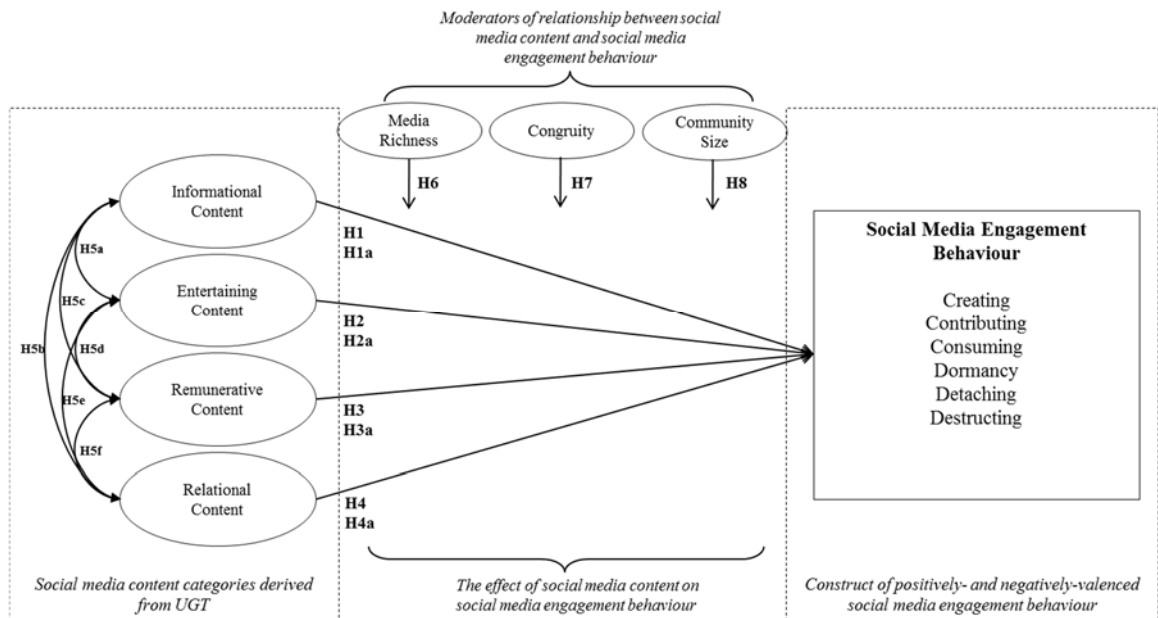 Moderators of relationship between social
media content and social media
engagement behaviour
Media
Richness
Congruity
Community
Size
H6
H7
H8
Informational
Content
Entertaining
Content
Remunerative
Content
Relational
Content
H5a
H5c
H5b
H5d
H5e
H5f
H1
H1a
H2
H2a
H3
H3a
H4
H4a
Social Media Engagement
Behaviour
Creating
Contributing
Consuming
Dormancy
Detaching
Destructing
Social media content categories derived
from UGT
The effect of social media content on
social media engagement behaviour
Construct of positively- and negatively-valenced
social media engagement behaviour